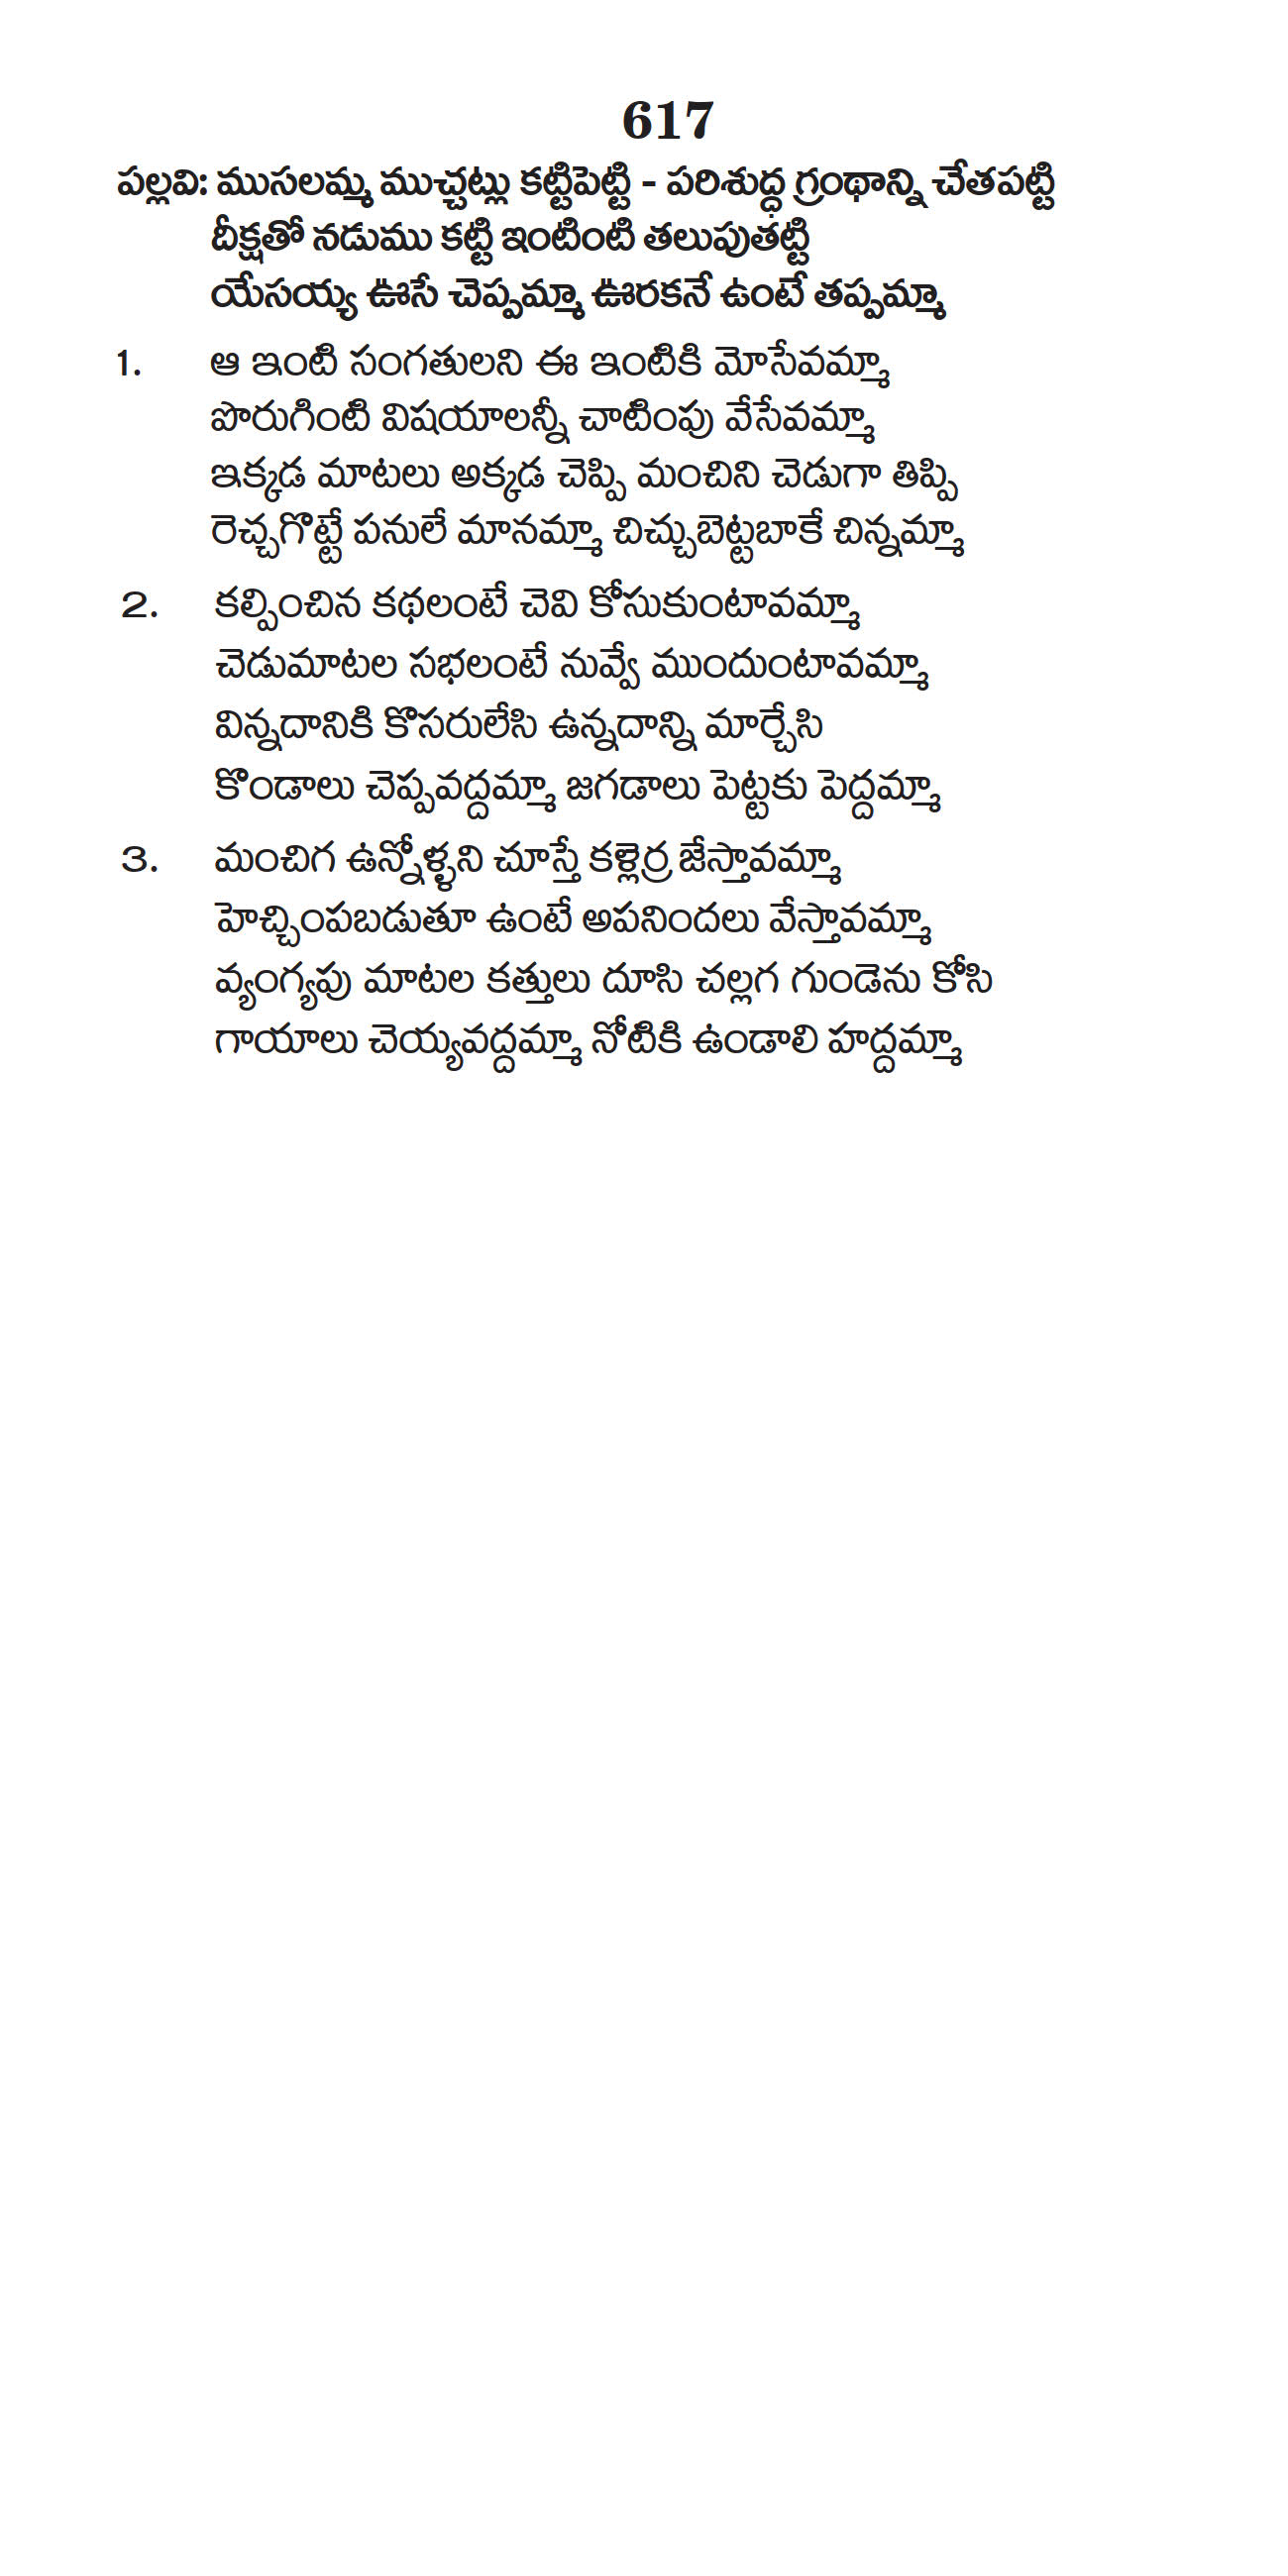 617
పల్లవి: ముసలమ్మ ముచ్చట్లు కట్టిపెట్టి - పరిశుద్ధ గ్రంథాన్ని చేతపట్టి
దీక్షతో నడుము కట్టి ఇంటింటి తలుపుతట్టి
యేసయ్య ఊసే చెప్పమ్మా ఊరకనే ఉంటే తప్పమ్మా
1. ఆ ఇంటి సంగతులని ఈ ఇంటికి మోసేవమ్మా
పొరుగింటి విషయాలన్నీ చాటింపు వేసేవమ్మా
ఇక్కడ మాటలు అక్కడ చెప్పి మంచిని చెడుగా తిప్పి
రెచ్చగొట్టే పనులే మానమ్మా చిచ్చుబెట్టబాకే చిన్నమ్మా
2. కల్పించిన కథలంటే చెవి కోసుకుంటావమ్మా
చెడుమాటల సభలంటే నువ్వే ముందుంటావమ్మా
విన్నదానికి కొసరులేసి ఉన్నదాన్ని మార్చేసి
కొండాలు చెప్పవద్దమ్మా జగడాలు పెట్టకు పెద్దమ్మా
3. మంచిగ ఉన్నోళ్ళని చూస్తే కళ్లెర్ర జేస్తావమ్మా
హెచ్చింపబడుతూ ఉంటే అపనిందలు వేస్తావమ్మా
వ్యంగ్యపు మాటల కత్తులు దూసి చల్లగ గుండెను కోసి
గాయాలు చెయ్యవద్దమ్మా నోటికి ఉండాలి హద్దమ్మా